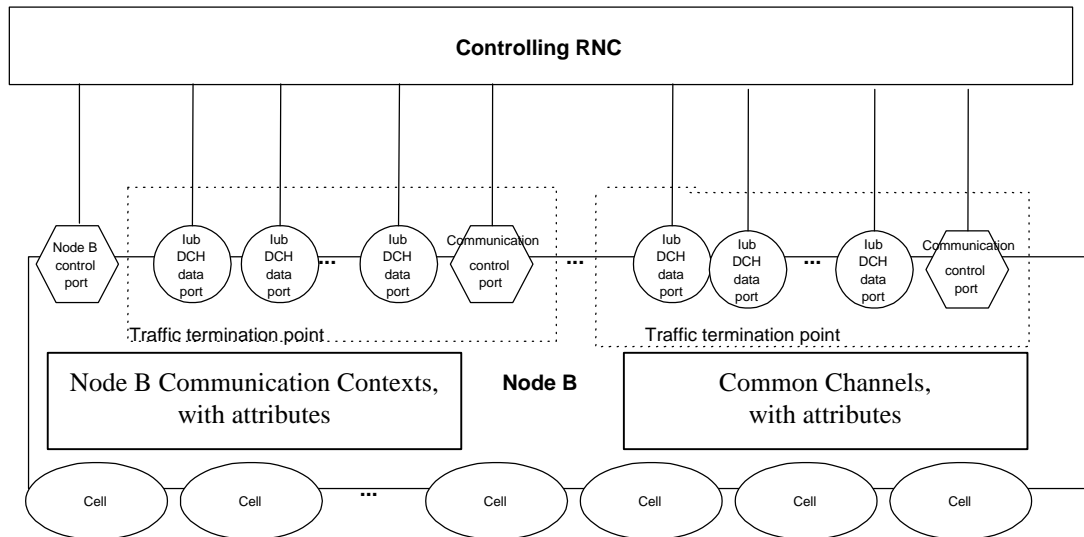 Controlling RNC
Node B
control
port
Iub
DCH
data
port
Iub
DCH
data
port
...
Iub
DCH
data
port
Communication
control
port
...
Iub
DCH
data
port
Iub
DCH
data port
...
Iub
DCH
data port
Communication
control
port
Traffic termination point
Traffic termination point
Node B Communication Contexts,
with attributes
Node B
Common Channels,
with attributes
Cell
Cell
...
Cell
Cell
Cell
Cell